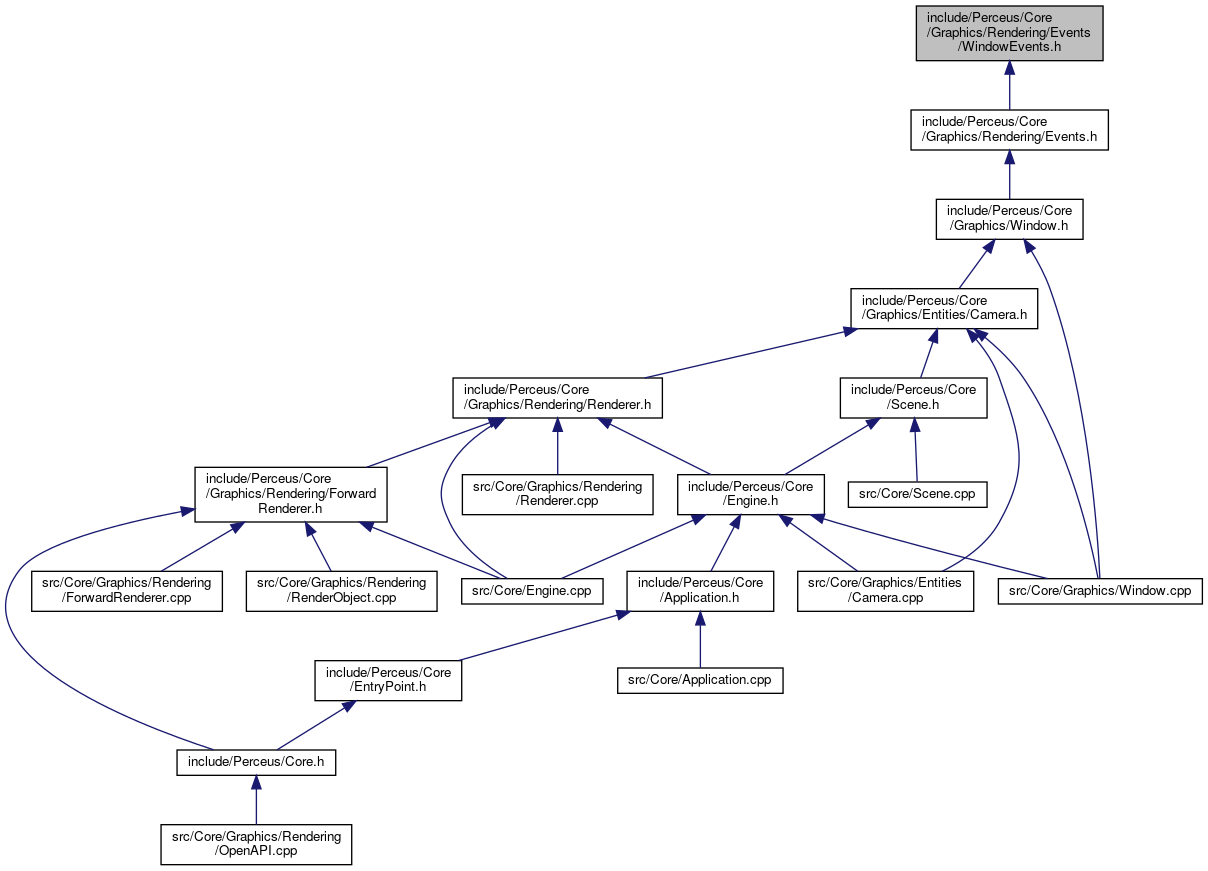 include/Perceus/Core
/Graphics/Rendering/Events
/WindowEvents.h
include/Perceus/Core
/Graphics/Rendering/Events.h
include/Perceus/Core
/Graphics/Window.h
include/Perceus/Core
/Graphics/Entities/Camera.h
include/Perceus/Core
/Graphics/Rendering/Renderer.h
include/Perceus/Core
/Scene.h
include/Perceus/Core
/Graphics/Rendering/Forward
Renderer.h
src/Core/Graphics/Rendering
/Renderer.cpp
include/Perceus/Core
/Engine.h
src/Core/Scene.cpp
src/Core/Graphics/Rendering
/ForwardRenderer.cpp
src/Core/Graphics/Rendering
/RenderObject.cpp
src/Core/Engine.cpp
include/Perceus/Core
/Application.h
src/Core/Graphics/Entities
/Camera.cpp
src/Core/Graphics/Window.cpp
include/Perceus/Core
/EntryPoint.h
src/Core/Application.cpp
include/Perceus/Core.h
src/Core/Graphics/Rendering
/OpenAPI.cpp